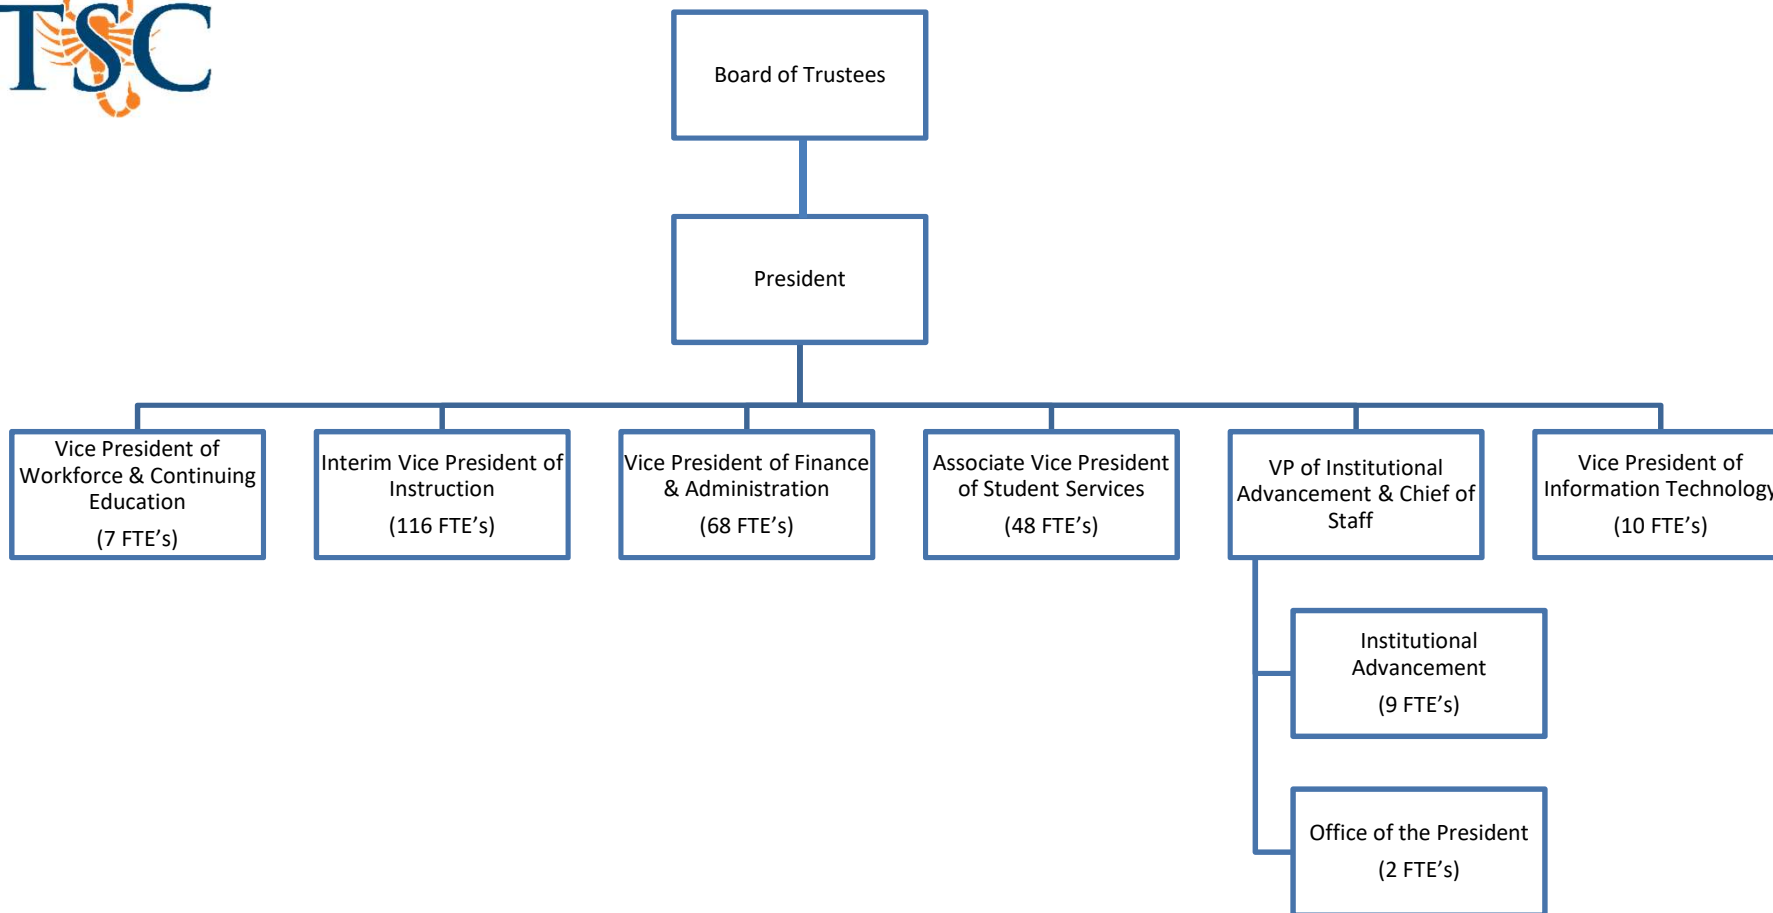 TSC
Board of Trustees
President
Vice President of
Workforce & Continuing
Education
(7 FTE’s)
Interim Vice President of
Instruction
(116 FTE’s)
Vice President of Finance
& Administration
(68 FTE’s)
Associate Vice President
of Student Services
(48 FTE’s)
VP of Institutional
Advancement & Chief of
Staff
Vice President of
Information Technology
(10 FTE’s)
Institutional
Advancement
(9 FTE’s)
Office of the President
(2 FTE’s)